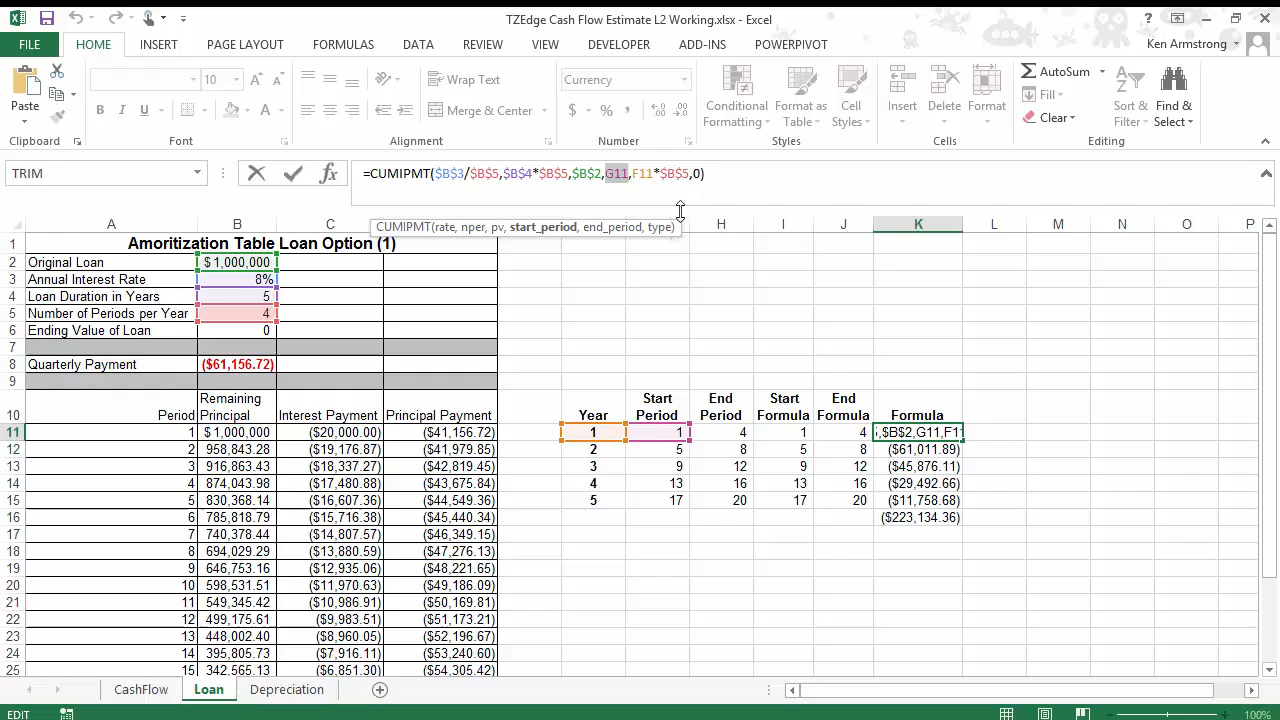 TZEdge Cash Flow Estimate L2 Working.xlsx - Excel
FILE HOME INSERT PAGE LAYOUT FORMULAS DATA REVIEW VIEW DEVELOPER ADD-INS POWERPIVOT Ken Armstrong
Paste 10 Wrap Text Currency Conditional Formatting Format as Table Cell Styles Insert Delete Format AutoSum Sort & Filter Find & Select
B I U Merge & Center $ % , Fill
Clear
Clipboard Font Alignment Number Styles Cells Editing
TRIM =CUMIPMT($B$3/$B$5,$B$4*$B$5,$B$2,G11,F11*$B$5,0)
CUMIPMT(rate, nper, pv, start_period, end_period, type)
A B C D E F G H I J K L M N O P
1 Amoritization Table Loan Option (1)
2 Original Loan $ 1,000,000
3 Annual Interest Rate 8%
4 Loan Duration in Years 5
5 Number of Periods per Year 4
6 Ending Value of Loan 0
7
8 Quarterly Payment ($61,156.72)
9
10 Period Remaining Principal Interest Payment Principal Payment Year Start Period End Period Start Formula End Formula Formula
11 1 $ 1,000,000 ($20,000.00) ($41,156.72) 1 1 4 1 4 ,$B$2,G11,F11
12 2 958,843.28 ($19,176.87) ($41,979.85) 2 5 8 5 8 ($61,011.89)
13 3 916,863.43 ($18,337.27) ($42,819.45) 3 9 12 9 12 ($45,876.11)
14 4 874,043.98 ($17,480.88) ($43,675.84) 4 13 16 13 16 ($29,492.66)
15 5 830,368.14 ($16,607.36) ($44,549.36) 5 17 20 17 20 ($11,758.68)
16 6 785,818.79 ($15,716.38) ($45,440.34) ($223,134.36)
17 7 740,378.44 ($14,807.57) ($46,349.15)
18 8 694,029.29 ($13,880.59) ($47,276.13)
19 9 646,753.16 ($12,935.06) ($48,221.65)
20 10 598,531.51 ($11,970.63) ($49,186.09)
21 11 549,345.42 ($10,986.91) ($50,169.81)
22 12 499,175.61 ($9,983.51) ($51,173.21)
23 13 448,002.40 ($8,960.05) ($52,196.67)
24 14 395,805.73 ($7,916.11) ($53,240.60)
25 15 342,565.13 ($6,851.30) ($54,305.42)
CashFlow Loan Depreciation
EDIT 100%